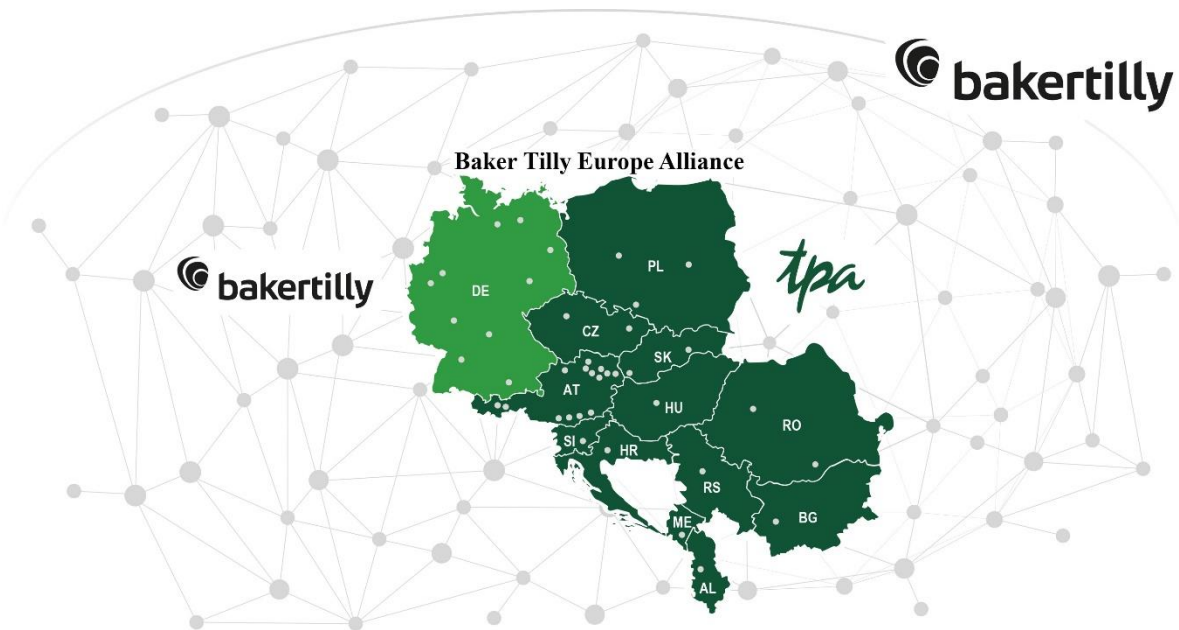 bakertilly
Baker Tilly Europe Alliance
bakertilly
tpa
DE
PL
CZ
SK
AT
HU
RO
SI
HR
RS
ME
BG
AL